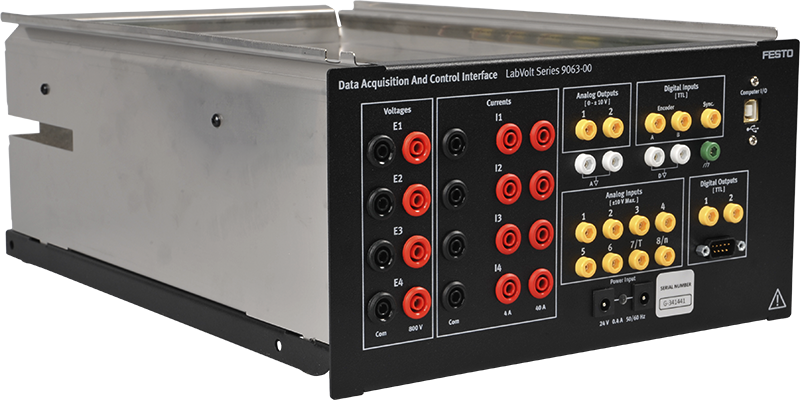 FESTO
Data Acquisition And Control Interface LabVolt Series 9063-00
Voltages
E1
E2
E3
E4
Com 800 V
Currents
I1
I2
I3
I4
Com 4 A 40 A
Analog Outputs
[ 0 - ± 10 V ]
1 2
A
Digital Inputs
[ TTL ]
Encoder Sync.
A B
D
Computer I/O
Analog Inputs
[ ±10 V Max. ]
1 2 3 4
5 6 7/T 8/n
Digital Outputs
[ TTL ]
1 2
Power Input
24 V 0.4 A 50/60 Hz
SERIAL NUMBER
G-341441